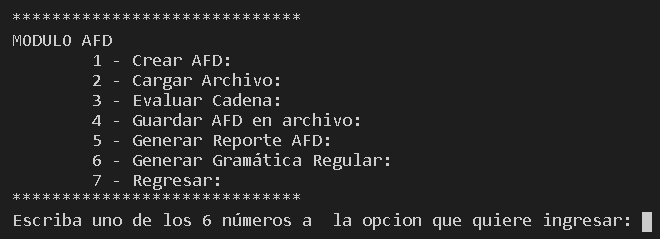 *****************************
MODULO AFD
1 - Crear AFD:
2 - Cargar Archivo:
3 - Evaluar Cadena:
4 - Guardar AFD en archivo:
5 - Generar Reporte AFD:
6 - Generar Gramática Regular:
7 - Regresar:
*****************************
Escriba uno de los 6 números a  la opcion que quiere ingresar: